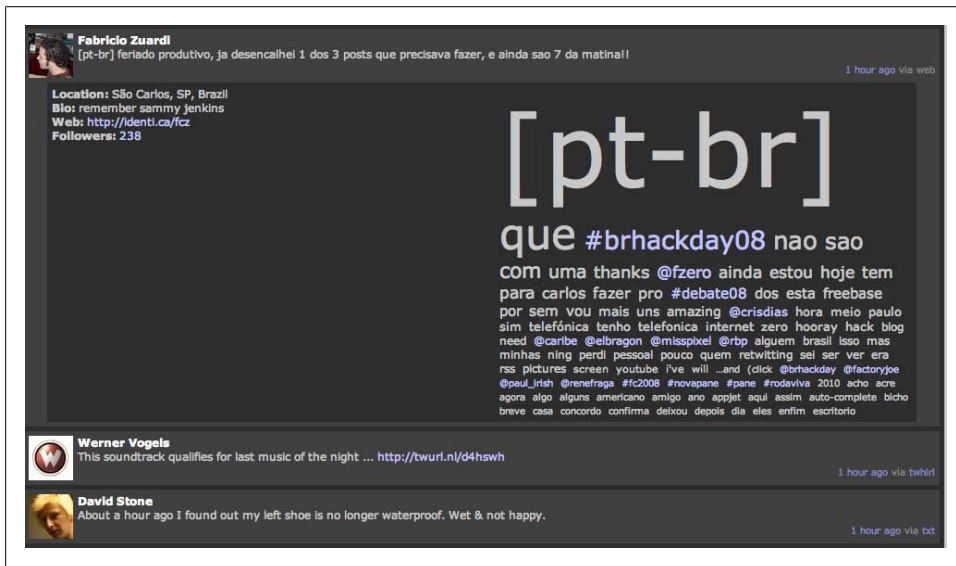 Fabricio Zuardi
[pt-br] feriado produtivo, ja desencalhei 1 dos 3 posts que precisava fazer, e ainda sao 7 da matina!!
1 hour ago via web
Location: São Carlos, SP, Brazil
Bio: remember sammy jenkins
Web: http://identi.ca/fcz
Followers: 238
[pt-br]
que #brhackday08 nao sao
com uma thanks @fzero ainda estou hoje tem
para carlos fazer pro #debate08 dos esta freebase
por sem vou mais uns amazing @crisdias hora meio paulo
sim telefónica tenho telefonica internet zero hooray hack blog
need @caribe @elbragon @misspixel @rbp alguem brasil isso mas
minhas ning perdi pessoal pouco quem retwitting sei ser ver era
rss pictures screen youtube i've will ...and (click @brhackday @factoryjoe
@paul_irish @renefraga #fc2008 #novapane #pane #rodaviva 2010 acho acre
agora algo alguns americano amigo ano appjet aqui assim auto-complete bicho
breve casa concordo confirma deixou depois dia eles enfim escritorio
Werner Vogels
This soundtrack qualifies for last music of the night ... http://twurl.nl/d4hswh
1 hour ago via twhirl
David Stone
About a hour ago I found out my left shoe is no longer waterproof. Wet & not happy.
1 hour ago via txt